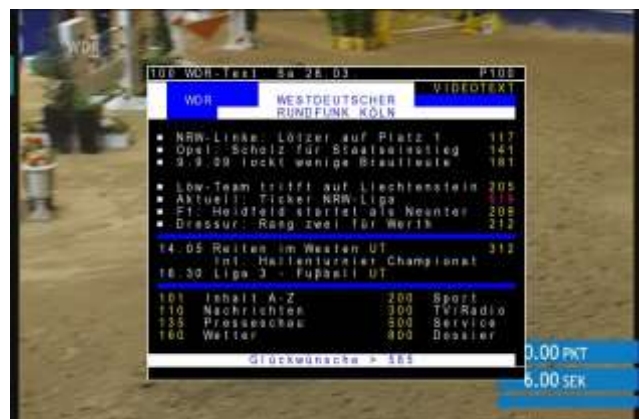 WDR
100 WDR-Text Sa 28.03 P100
VIDEOTEXT
WDR WESTDEUTSCHER
RUNDFUNK KÖLN
NRW-Linke: Lötzer auf Platz 1 117
Opel: Scholz für Staatseinstieg 141
9.9.09 lockt wenige Brautleute 181
Löw-Team trifft auf Liechtenstein 205
Aktuell: Ticker NRW-Liga
F1: Heidfeld startet als Neunter 209
Dressur: Rang zwei für Werth 212
14.05 Reiten im Westen UT 312
Int. Hallenturnier Championat
16.30 Liga 3 - Fußball UT
101 Inhalt A-Z 200 Sport
110 Nachrichten 300 TV/Radio
135 Presseschau 500 Service
160 Wetter 800 Dossier
Glückwünsche > 585
0.00 PKT
6.00 SEK